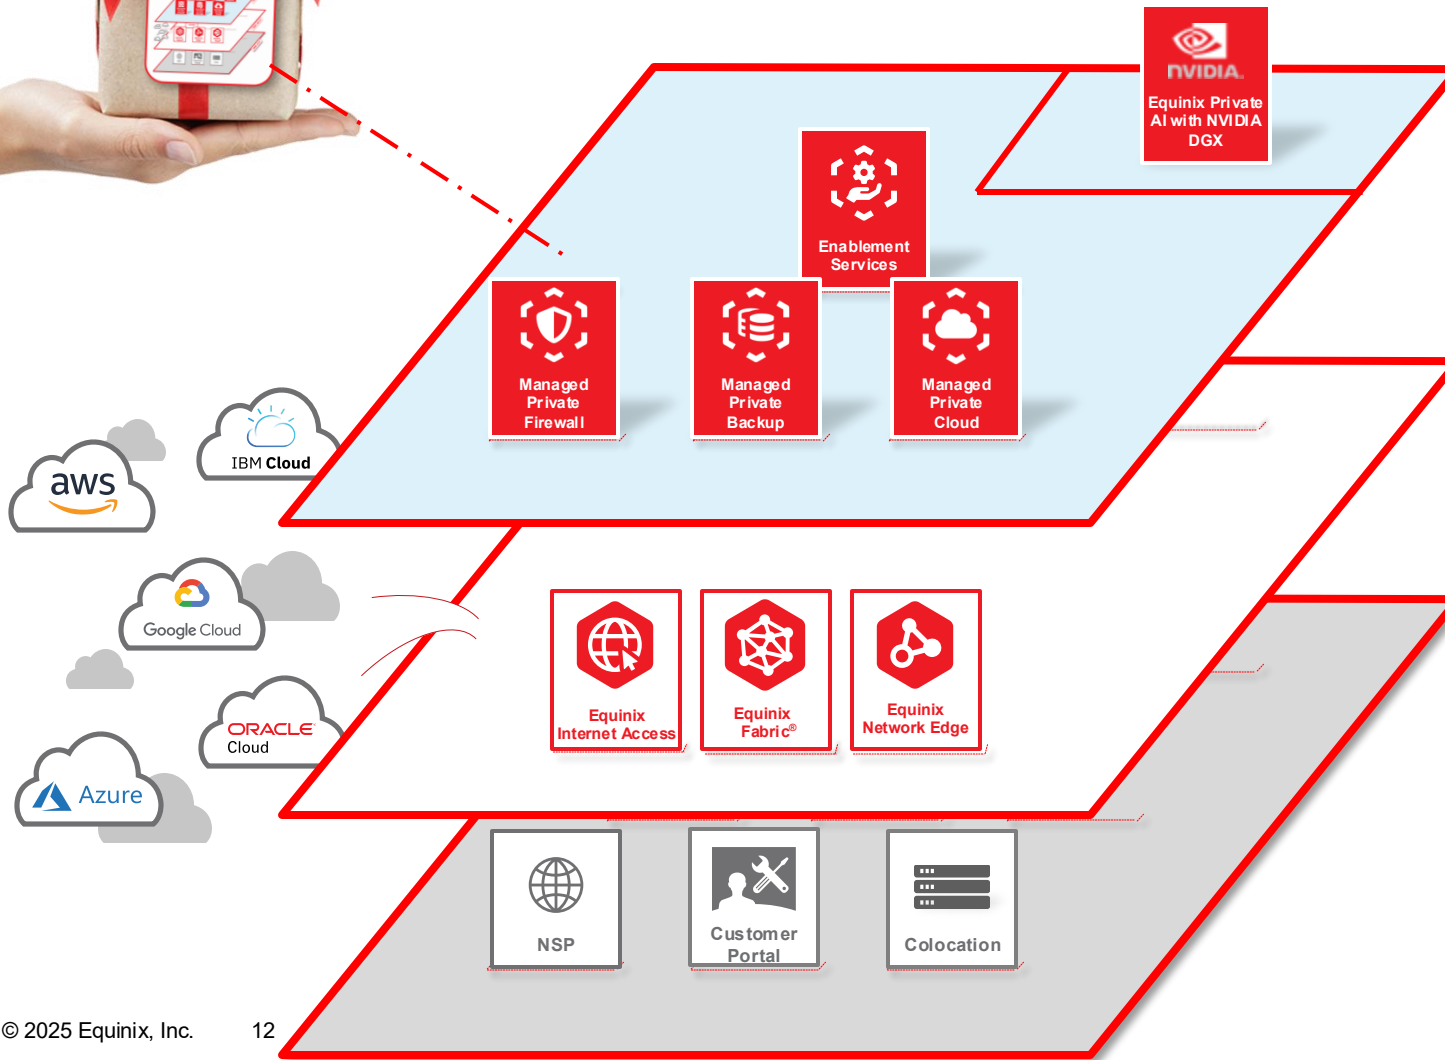 NVIDIA.
Equinix Private
AI with NVIDIA
DGX
Enablement
Services
Managed
Private
Firewall
Managed
Private
Backup
Managed
Private
Cloud
IBM Cloud
aws
Google Cloud
ORACLE
Cloud
Azure
Equinix
Internet Access
Equinix
Fabric®
Equinix
Network Edge
NSP
Customer
Portal
Colocation
© 2025 Equinix, Inc.
12